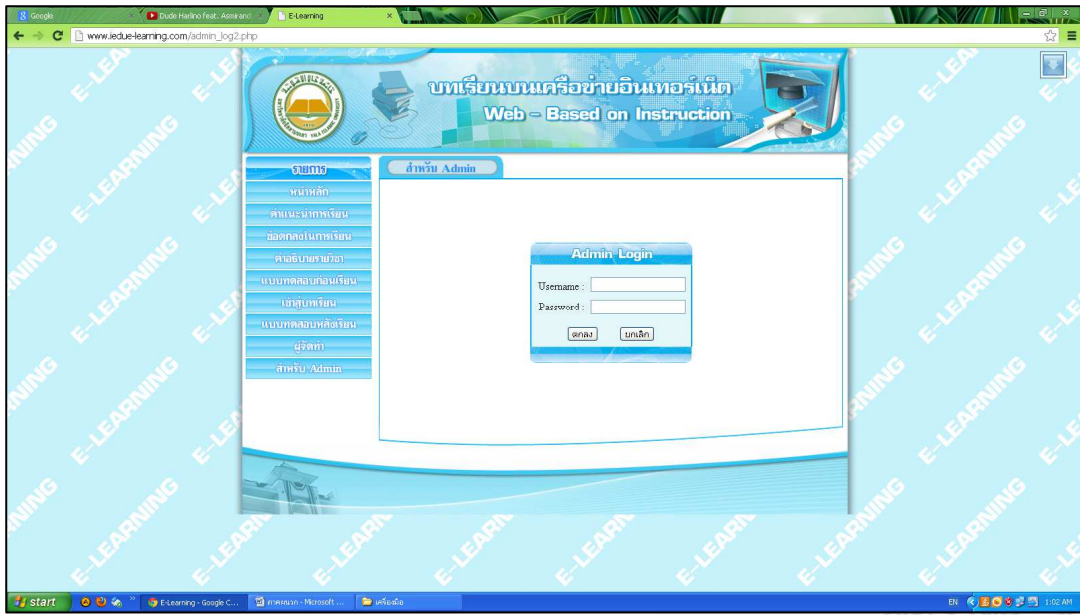 Google
Dude Harlino feat. Asmirand
E-Learning
www.iedue-learning.com/admin_log2.php
บทเรียนบนเครือข่ายอินเทอร์เน็ต
Web - Based on Instruction
รายการ
สำหรับ Admin
หน้าหลัก
คำแนะนำการเรียน
ข้อตกลงในการเรียน
คำอธิบายรายวิชา
แบบทดสอบก่อนเรียน
เข้าสู่บทเรียน
แบบทดสอบหลังเรียน
ผู้จัดทำ
สำหรับ Admin
Admin Login
Username :
Password :
ตกลง
ยกเลิก
E-LEARNING
start
E-Learning - Google C...
ภาคผนวก - Microsoft ...
เครื่องมือ
EN
1:02 AM